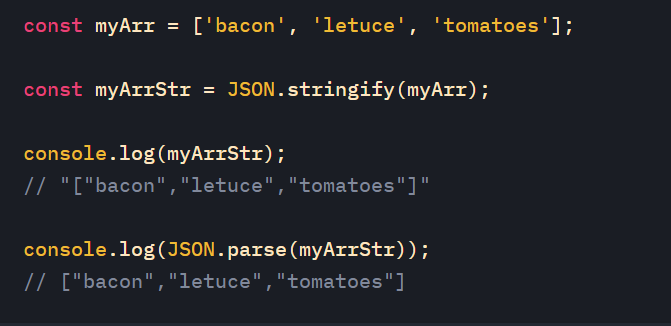 const myArr = ['bacon', 'letuce', 'tomatoes'];
const myArrStr = JSON.stringify(myArr);
console.log(myArrStr);
// "["bacon","letuce","tomatoes"]"
console.log(JSON.parse(myArrStr));
// ["bacon","letuce","tomatoes"]